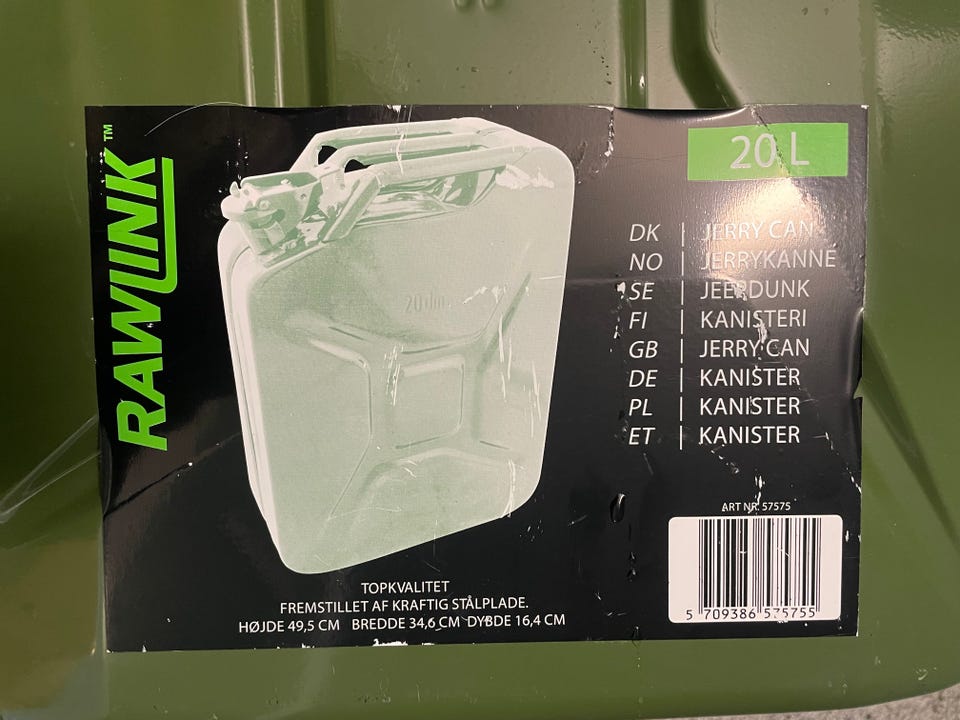 RAWLINK™
20 L
DK | JERRY CAN
NO | JERRYKANNE
SE | JEERDUNK
FI | KANISTERI
GB | JERRY CAN
DE | KANISTER
PL | KANISTER
ET | KANISTER
ART NR. 57575
5 709386 575755
TOPKVALITET
FREMSTILLET AF KRAFTIG STÅLPLADE.
HØJDE 49,5 CM BREDDE 34,6 CM DYBDE 16,4 CM